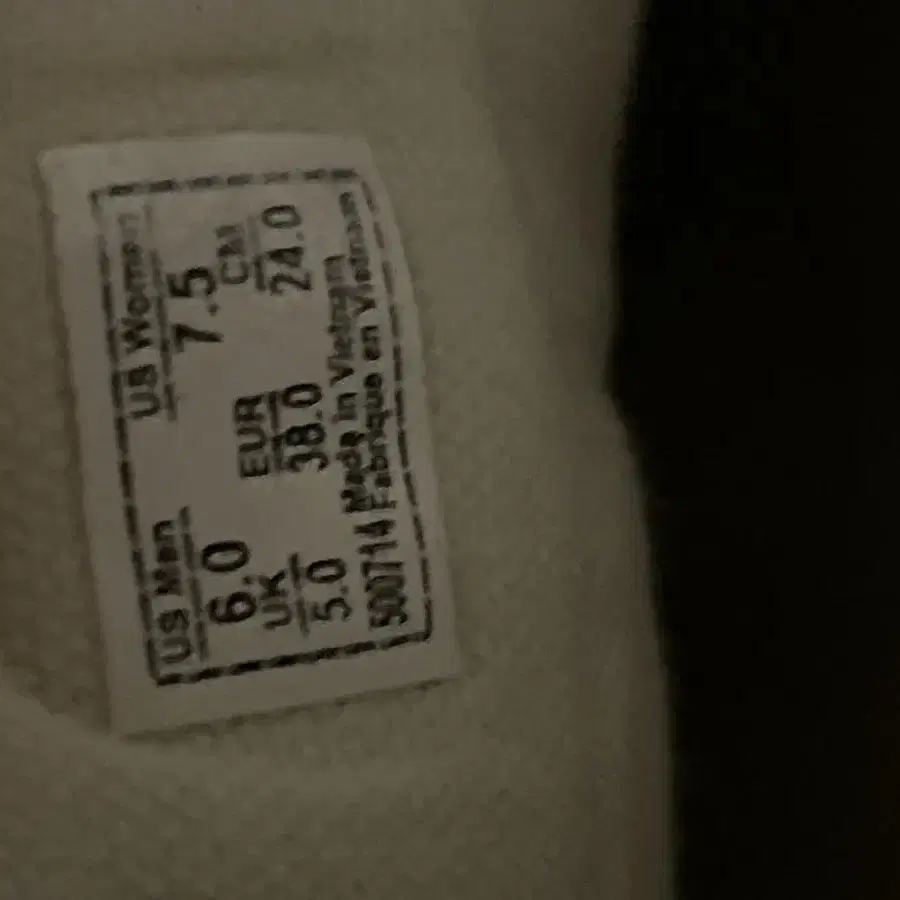 US Men US Women
6.0 7.5
UK EUR CM
5.0 38.0 24.0
500714 Made in Vietnam
Fabrique en Vietnam